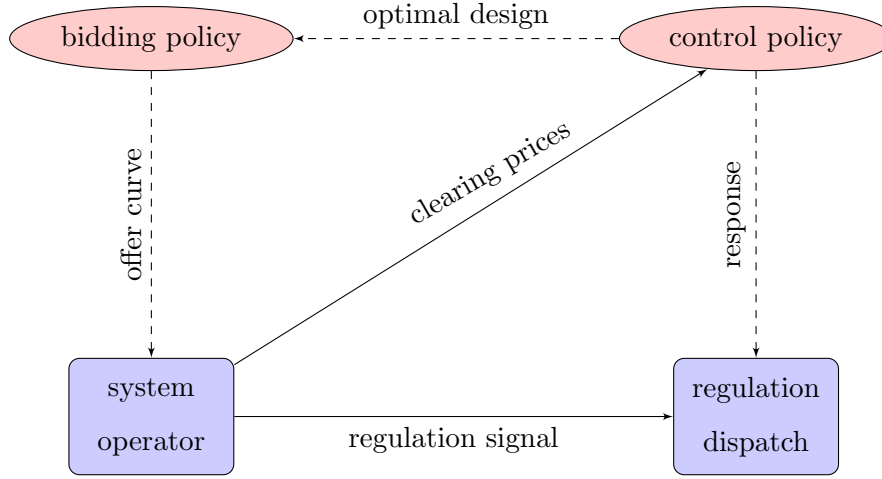 optimal design
bidding policy
control policy
clearing prices
offer curve
response
system
operator
regulation
dispatch
regulation signal